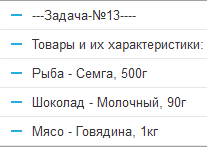 ---Задача-№13----
Товары и их характеристики:
Рыба - Семга, 500г
Шоколад - Молочный, 90г
Мясо - Говядина, 1кг